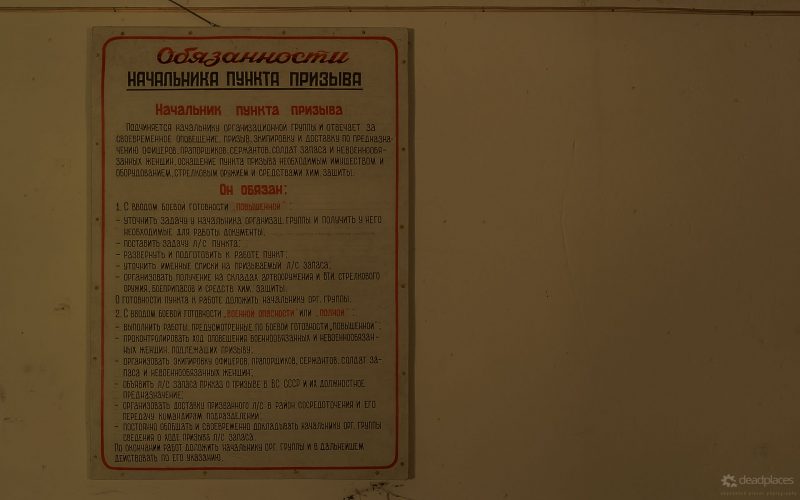 Обязанности
НАЧАЛЬНИКА ПУНКТА ПРИЗЫВА
Начальник пункта призыва
Подчиняется начальнику организационной группы и отвечает за
своевременное оповещение, призыв, экипировку и доставку по предназна-
чению офицеров, прапорщиков, сержантов, солдат запаса и невоеннообя-
занных женщин, оснащение пункта призыва необходимым имуществом и
оборудованием, стрелковым оружием и средствами хим. защиты.
Он обязан:
1. С вводом боевой готовности „повышенной":
- уточнить задачу у начальника организац. группы и получить у него
необходимые для работы документы;
- поставить задачу л/с пункта;
- развернуть и подготовить к работе пункт;
- уточнить именные списки на призываемый л/с запаса;
- организовать получение на складах артвооружения и ВТИ стрелкового
оружия, боеприпасов и средств хим. защиты.
О готовности пункта к работе доложить начальнику орг. группы.
2. С вводом боевой готовности „военной опасности" или „полной":
- выполнить работы, предусмотренные по боевой готовности „повышенной";
- проконтролировать ход оповещения военнообязанных и невоеннообязан-
ных женщин, подлежащих призыву;
- организовать экипировку офицеров, прапорщиков, сержантов, солдат за-
паса и невоеннообязанных женщин;
- объявить л/с запаса приказ о призыве в ВС СССР и их должностное
предназначение;
- организовать доставку призванного л/с в район сосредоточения и его
передачу командирам подразделений;
- постоянно обобщать и своевременно докладывать начальнику орг. группы
сведения о ходе призыва л/с запаса.
По окончании работ доложить начальнику орг. группы и в дальнейшем
действовать по его указанию.
deadplaces